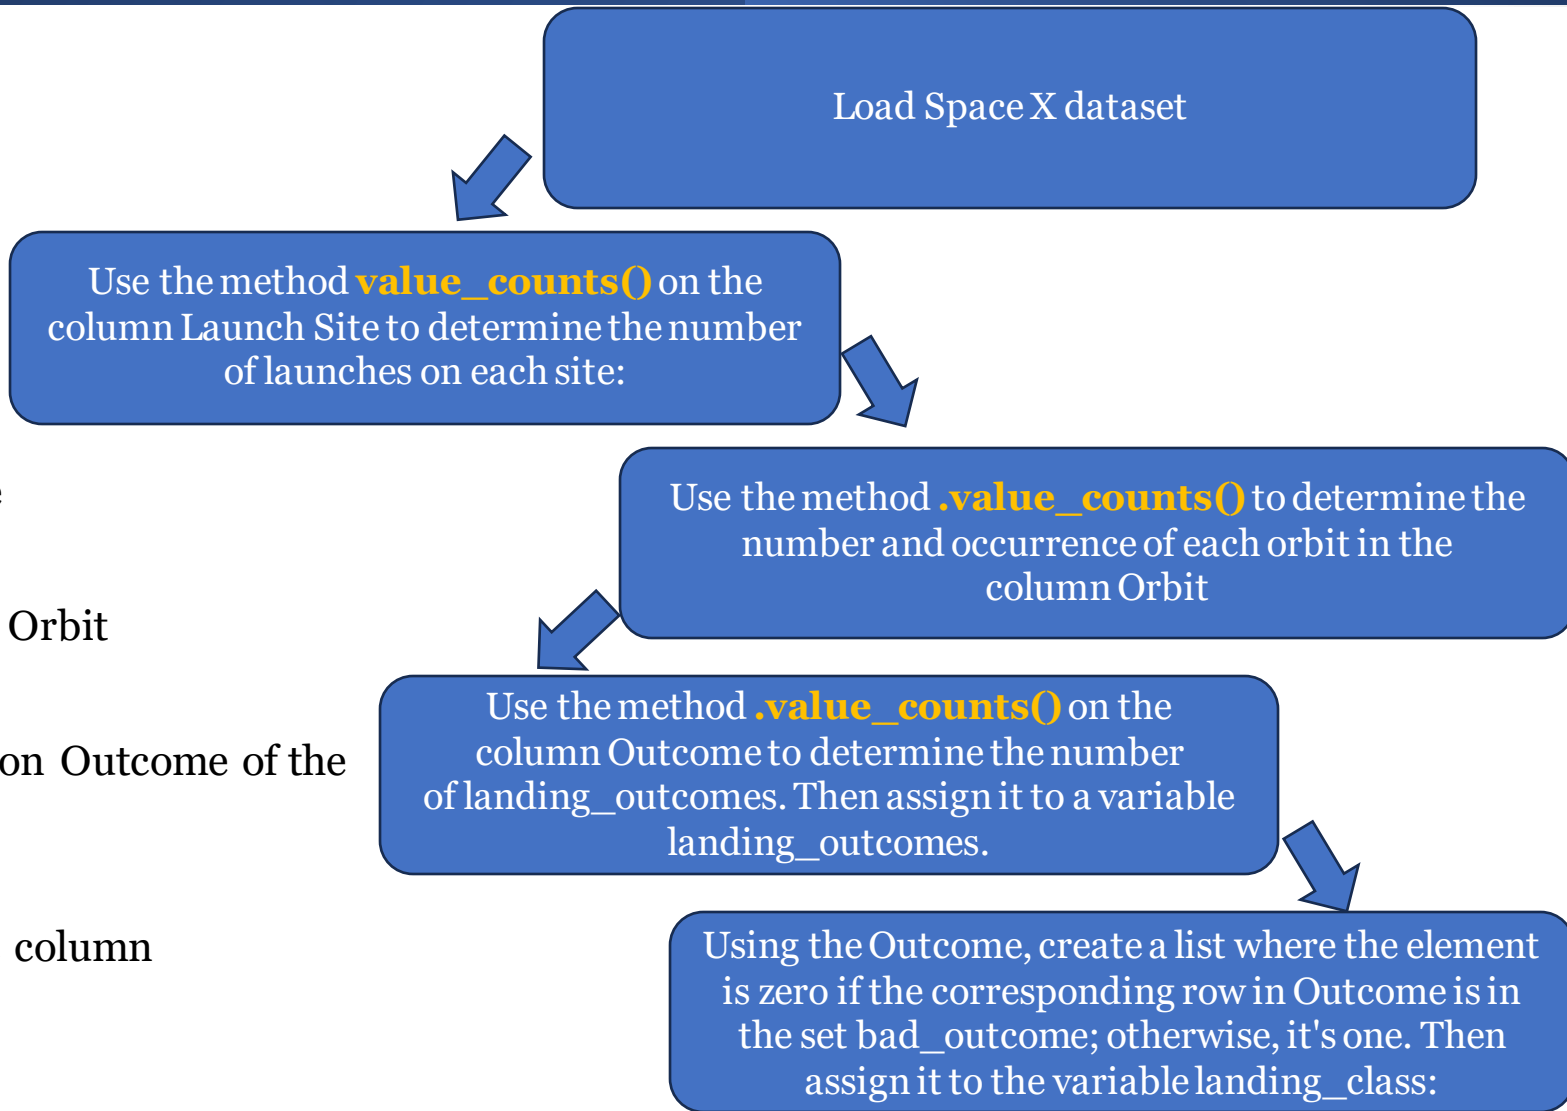 Load Space X dataset
Use the method value_counts() on the
column Launch Site to determine the number
of launches on each site:
Use the method .value_counts() to determine the
number and occurrence of each orbit in the
column Orbit
Orbit
Use the method .value_counts() on the
column Outcome to determine the number
of landing_outcomes. Then assign it to a variable
landing_outcomes.
on Outcome of the
column
Using the Outcome, create a list where the element
is zero if the corresponding row in Outcome is in
the set bad_outcome; otherwise, it's one. Then
assign it to the variable landing_class: